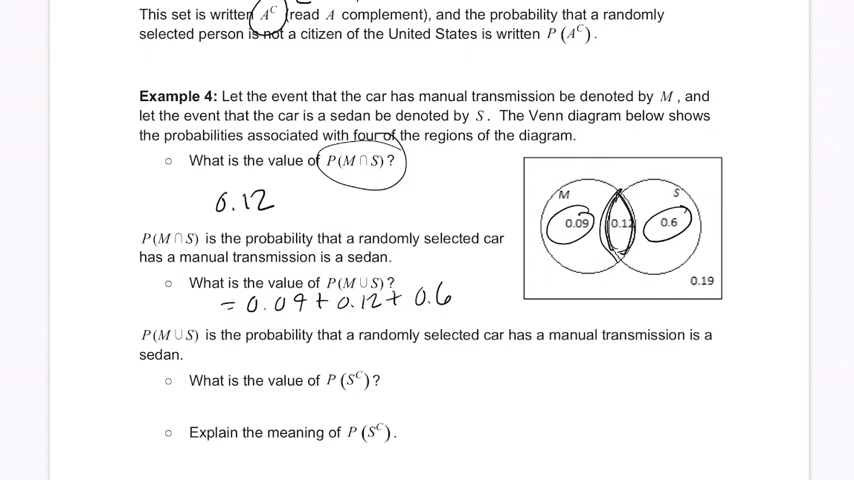 This set is written A^C (read A complement), and the probability that a randomly
selected person is not a citizen of the United States is written P(A^C).
Example 4: Let the event that the car has manual transmission be denoted by M, and
let the event that the car is a sedan be denoted by S. The Venn diagram below shows
the probabilities associated with four of the regions of the diagram.
○ What is the value of P(M∩S)?
0.12
M S
0.09 0.12 0.6
0.19
P(M∩S) is the probability that a randomly selected car
has a manual transmission is a sedan.
○ What is the value of P(M∪S)?
= 0.09 + 0.12 + 0.6
P(M∪S) is the probability that a randomly selected car has a manual transmission is a
sedan.
○ What is the value of P(S^C)?
○ Explain the meaning of P(S^C).